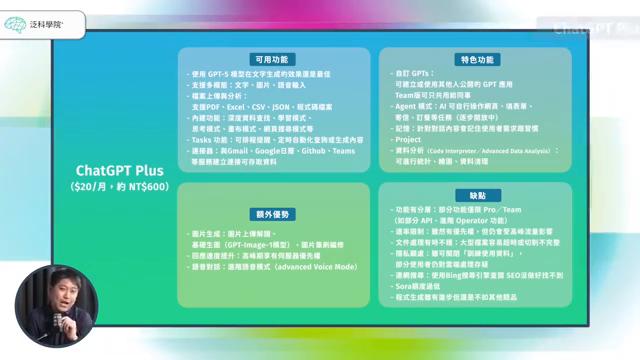 泛科學院
ChatGPT Pl
ChatGPT Plus
（$20/月，約 NT$600）
可用功能
- 使用 GPT-5 模型在文字生成的效果還是最佳
- 支援多模態：文字、圖片、語音輸入
- 檔案上傳與分析：
支援PDF、Excel、CSV、JSON、程式碼檔案
- 內建功能：深度資料查找、學習模式、
思考模式、畫布模式、網頁搜尋模式等
- Tasks 功能：可排程提醒、定時自動化查詢或生成內容
- 連接器：與Gmail、Google日曆、Github、Teams
等服務建立連接可存取資料
特色功能
- 自訂 GPTs：
可建立或使用其他人公開的 GPT 應用
Team版可只共用給同事
- Agent 模式：AI 可自行操作網頁、填表單、
寄信、訂餐等任務（逐步開放中）
- 記憶：針對對話內容會記住使用者需求跟習慣
- Project
- 資料分析（Code Interpreter／Advanced Data Analysis）：
可進行統計、繪圖、資料清理
額外優勢
- 圖片生成：圖片上傳解讀、
基礎生圖（GPT-Image-1模型）、圖片筆刷編修
- 回應速度提升：高峰期享有伺服器優先權
- 語音對話：進階語音模式（advanced Voice Mode）
缺點
- 功能有分層：部分功能僅限 Pro／Team
（如部分 API、進階 Operator 功能）
- 速率限制：雖然有優先權，但仍會受高峰流量影響
- 文件處理有時不穩：大型檔案容易超時或切割不完整
- 隱私顧慮：雖可關閉「訓練使用資料」，
部分使用者仍對雲端處理存疑
- 連網搜尋：使用Bing搜尋引擎查詢 SEO沒做好找不到
- Sora額度過低
- 程式生成雖有進步但還是不如其他競品